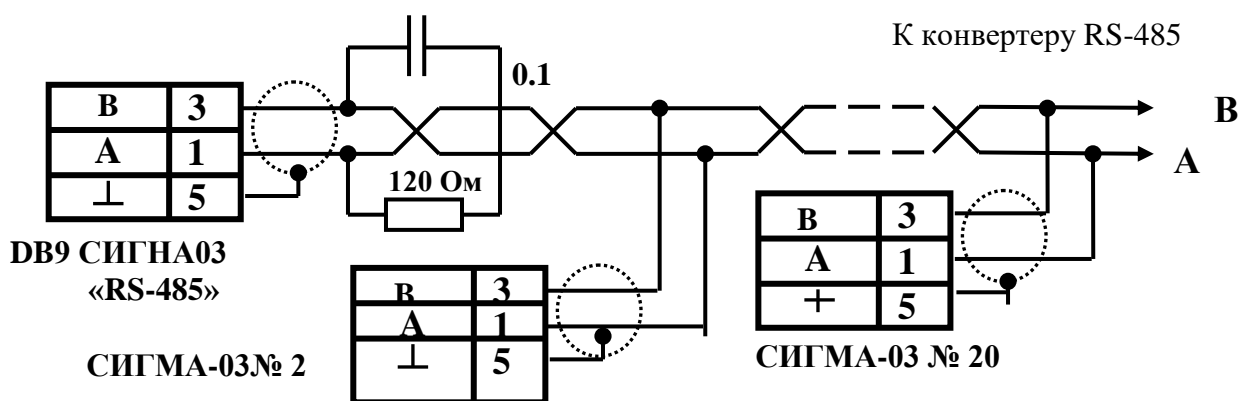 К конвертеру RS-485
0.1
B 3
A 1
⊥ 5
B
A
120 Ом
DB9 СИГНА03
«RS-485»
B 3
A 1
⊥ 5
СИГМА-03№ 2
B 3
A 1
+ 5
СИГМА-03 № 20